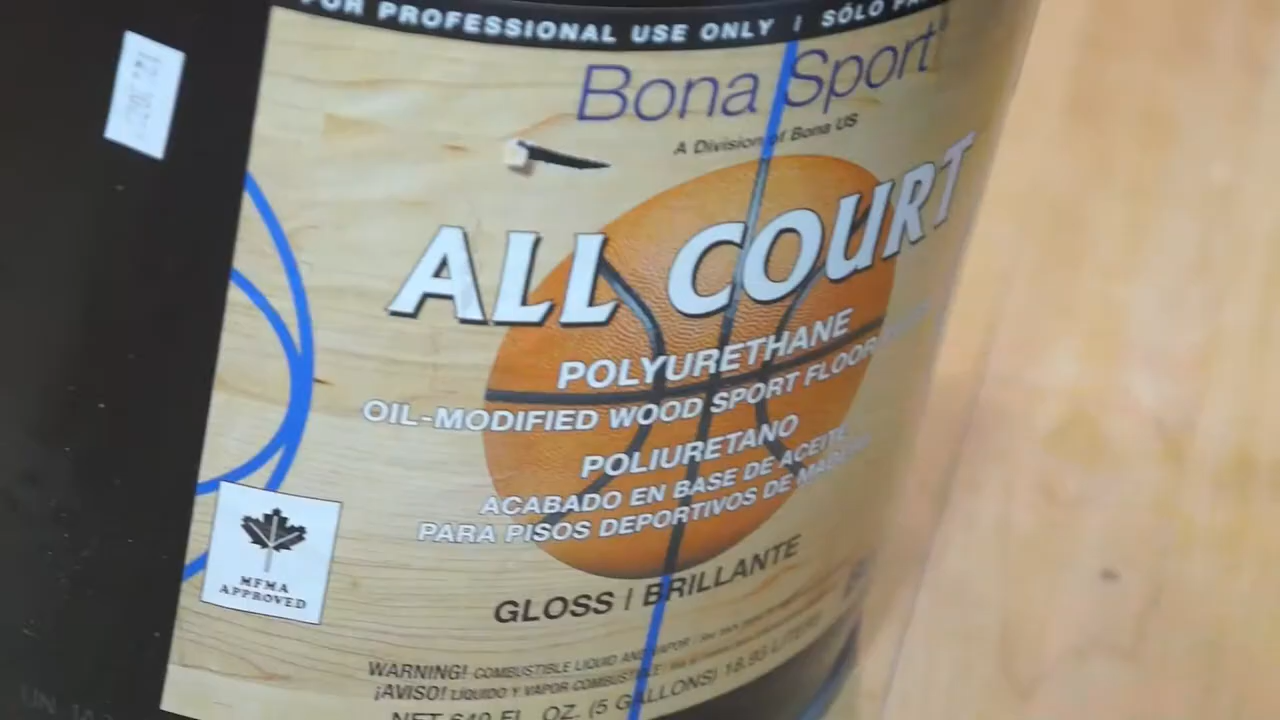 FOR PROFESSIONAL USE ONLY | SÓLO
Bona Sport
A Division of Bona US
ALL COURT
POLYURETHANE
OIL-MODIFIED WOOD SPORT FLOOR
POLIURETANO
ACABADO EN BASE DE ACEITE
PARA PISOS DEPORTIVOS DE MADERA
GLOSS | BRILLANTE
MFMA
APPROVED
WARNING! COMBUSTIBLE LIQUID AND VAPOR
¡AVISO! LÍQUIDO Y VAPOR COMBUSTIBLE
NET 640 FL. OZ. (5 GALLONS) 18.93 LITERS